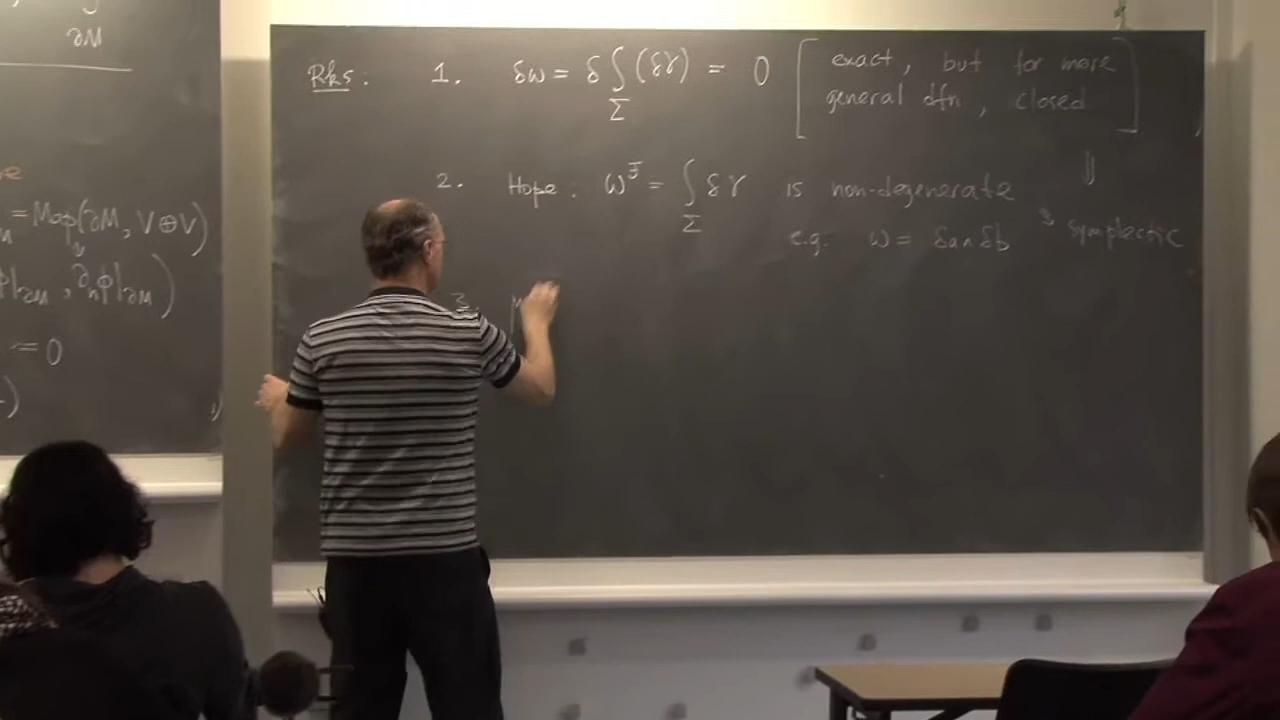 ∂M
= Map(∂M, V⊕V)
ϕ|∂M , ∂nϕ|∂M )
= 0
Rks : 1. δω = δ ∫Σ (δγ) = 0 [ exact , but for more
general dfn , closed ]
⇓
2. Hope : ω = ∫Σ δγ is non-degenerate
e.g. ω = δa ∧ δb symplectic
3.